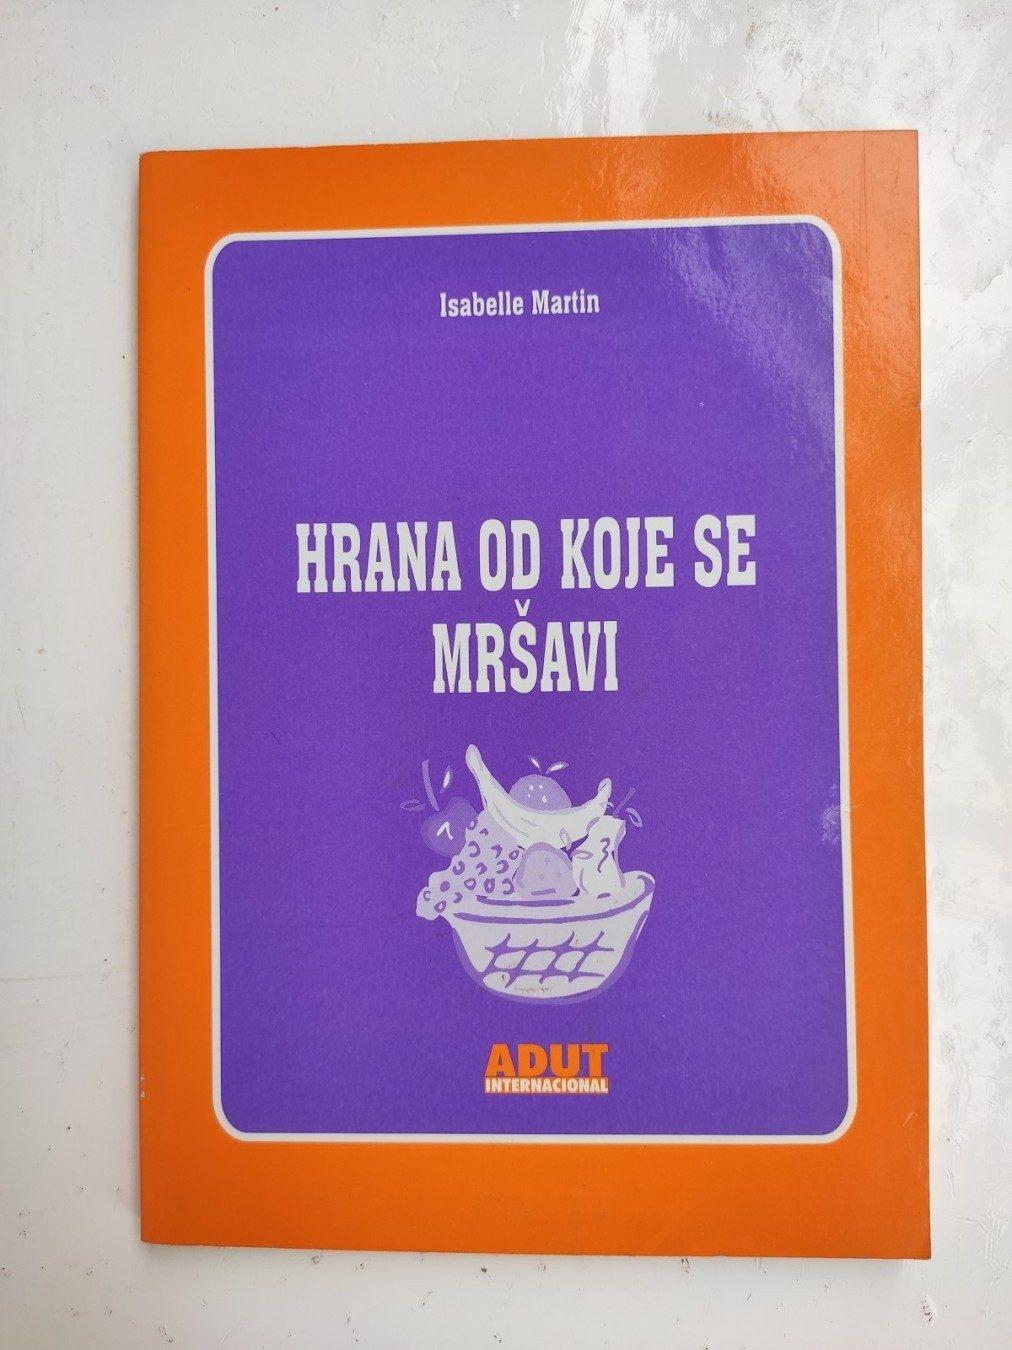 Isabelle Martin
HRANA OD KOJE SE
MRŠAVI
ADUT
INTERNACIONAL